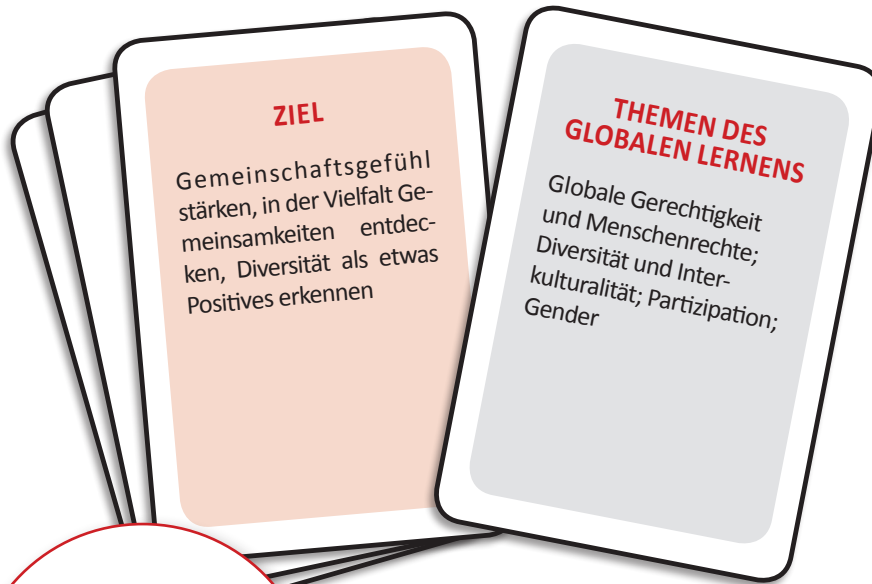 ZIEL
Gemeinschaftsgefühl
stärken, in der Vielfalt Ge-
meinsamkeiten entdec-
ken, Diversität als etwas
Positives erkennen
THEMEN DES
GLOBALEN LERNENS
Globale Gerechtigkeit
und Menschenrechte;
Diversität und Inter-
kulturalität; Partizipation;
Gender